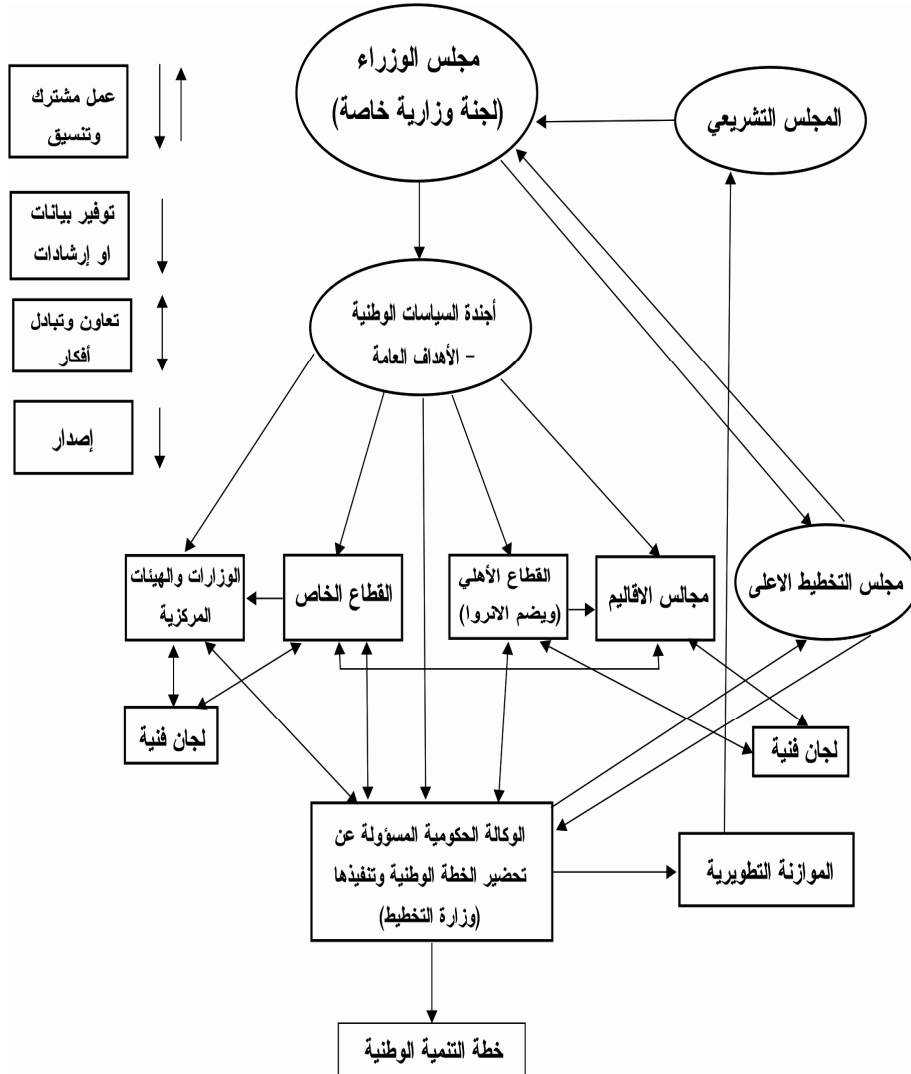 مجلس الوزراء
(لجنة وزارية خاصة)
المجلس التشريعي
عمل مشترك
وتنسيق
توفير بيانات
او إرشادات
تعاون وتبادل
أفكار
إصدار
أجندة السياسات الوطنية
– الأهداف العامة
مجلس التخطيط الاعلى
مجالس الاقاليم
القطاع الأهلي
(ويضم الانروا)
القطاع الخاص
الوزارات والهيئات
المركزية
لجان فنية
لجان فنية
الوكالة الحكومية المسؤولة عن
تحضير الخطة الوطنية وتنفيذها
(وزارة التخطيط)
الموازنة التطويرية
خطة التنمية الوطنية